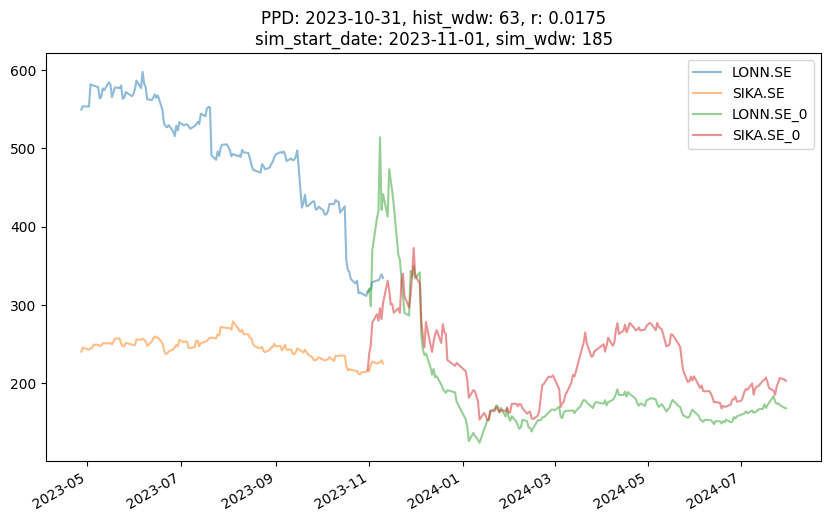 PPD: 2023-10-31, hist_wdw: 63, r: 0.0175
sim_start_date: 2023-11-01, sim_wdw: 185
LONN.SE
SIKA.SE
LONN.SE_0
SIKA.SE_0
600
500
400
300
200
2023-05
2023-07
2023-09
2023-11
2024-01
2024-03
2024-05
2024-07